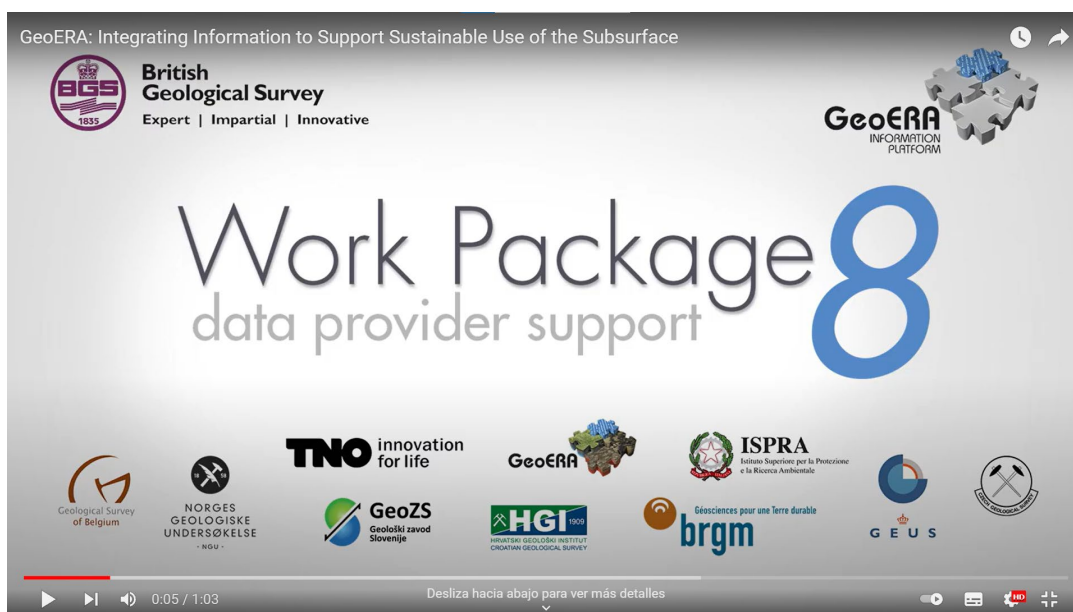 GeoERA: Integrating Information to Support Sustainable Use of the Subsurface
BGS
1835
British
Geological Survey
Expert | Impartial | Innovative
GeoERA
INFORMATION
PLATFORM
Work Package 8
data provider support
Geological Survey
of Belgium
NORGES
GEOLOGISKE
UNDERSØKELSE
· NGU ·
TNO innovation
for life
GeoZS
Geološki zavod
Slovenije
GeoERA
HGI 1909
HRVATSKI GEOLOŠKI INSTITUT
CROATIAN GEOLOGICAL SURVEY
ISPRA
Istituto Superiore per la Protezione
e la Ricerca Ambientale
Géosciences pour une Terre durable
brgm
GEUS
CZECH GEOLOGICAL SURVEY
0:05 / 1:03
Desliza hacia abajo para ver más detalles
HD